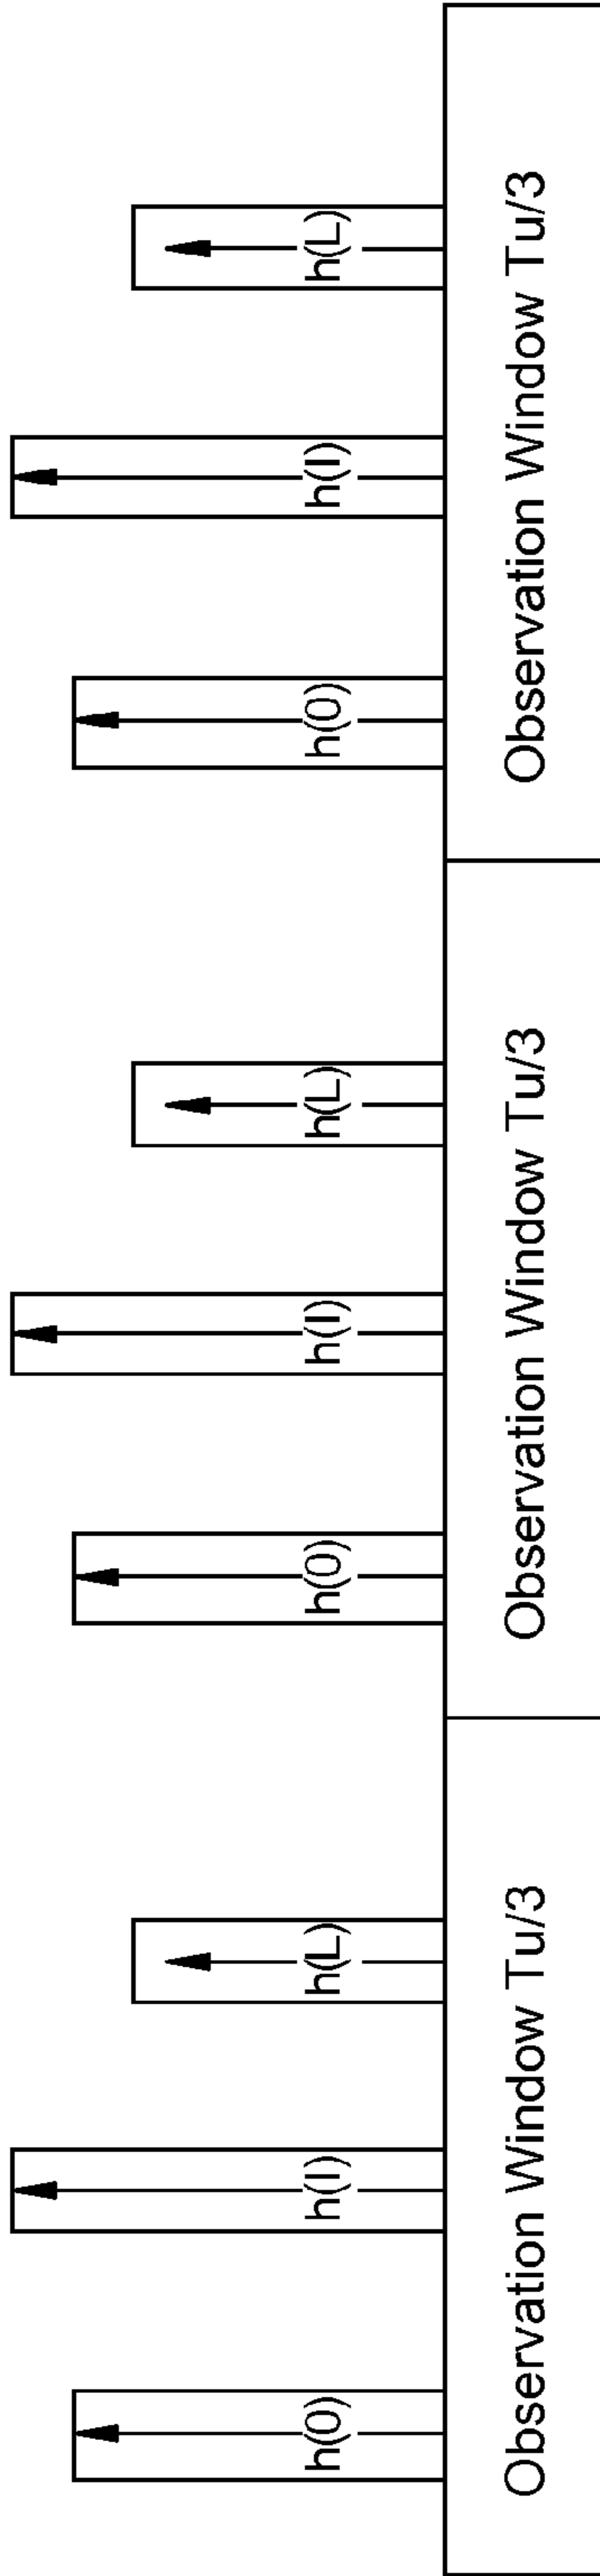 h(0)
h(l)
h(L)
h(0)
h(l)
h(L)
h(0)
h(l)
h(L)
Observation Window Tu/3
Observation Window Tu/3
Observation Window Tu/3